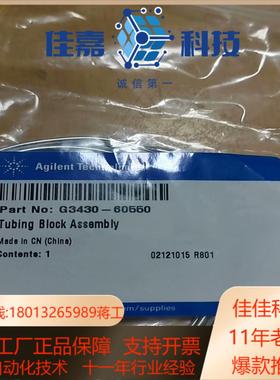 佳嘉 科技
诚信第一
Agilent Technolo
Part No: G3430-60550
Tubing Block Assembly
Made in CN (China)
Contents: 1
02121015 R801
om/supplies
线:18013265989蒋工
工厂正品保障 支持开票
自动化技术 十一年行业经验
佳佳科
11年老
爆款推